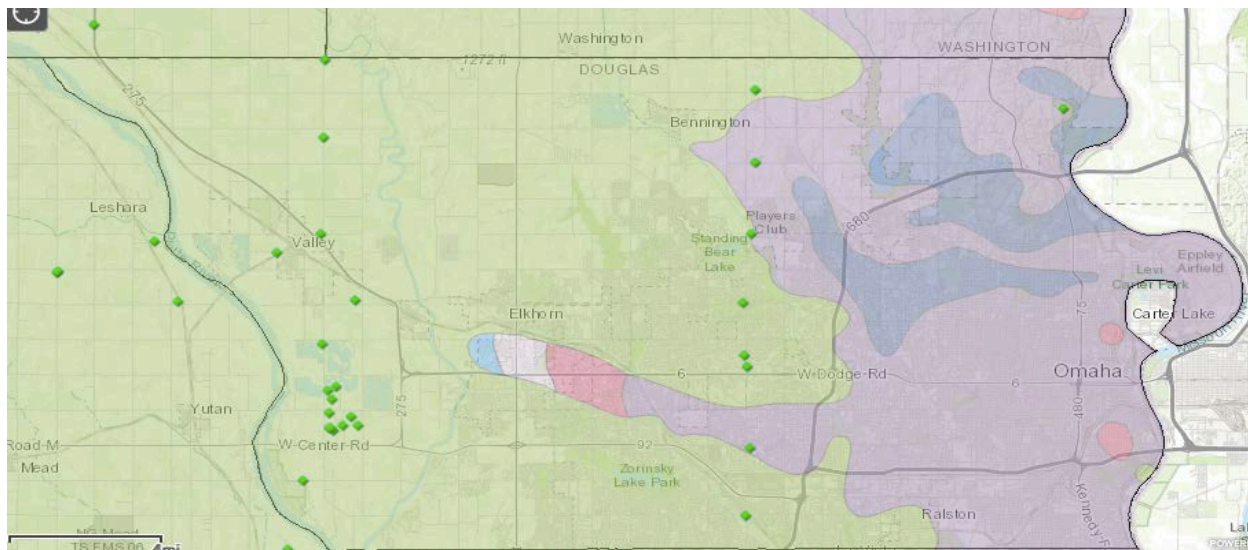 Washington
WASHINGTON
1272 ft
DOUGLAS
275
Bennington
Leshara
Valley
Players
Club
680
Standing
Bear
Lake
Eppley
Airfield
Levi
Carter Park
Carter Lake
75
Elkhorn
Omaha
6
W Dodge-Rd
6
Yutan
275
480
W Center-Rd
92
Road-M
Mead
Zorinsky
Lake Park
Ralston
Kennedy-F
4mi
POWERE